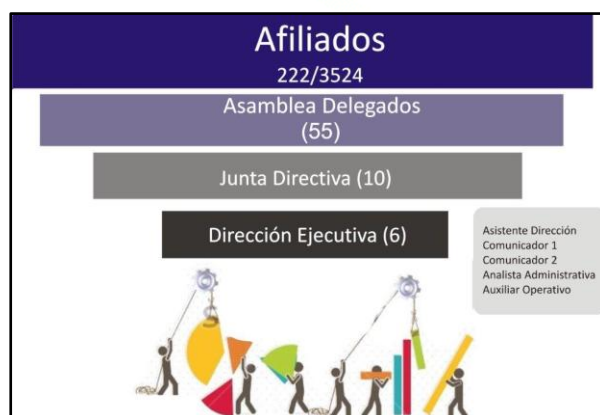 Afiliados
222/3524
Asamblea Delegados
(55)
Junta Directiva (10)
Dirección Ejecutiva (6)
Asistente Dirección
Comunicador 1
Comunicador 2
Analista Administrativa
Auxiliar Operativo